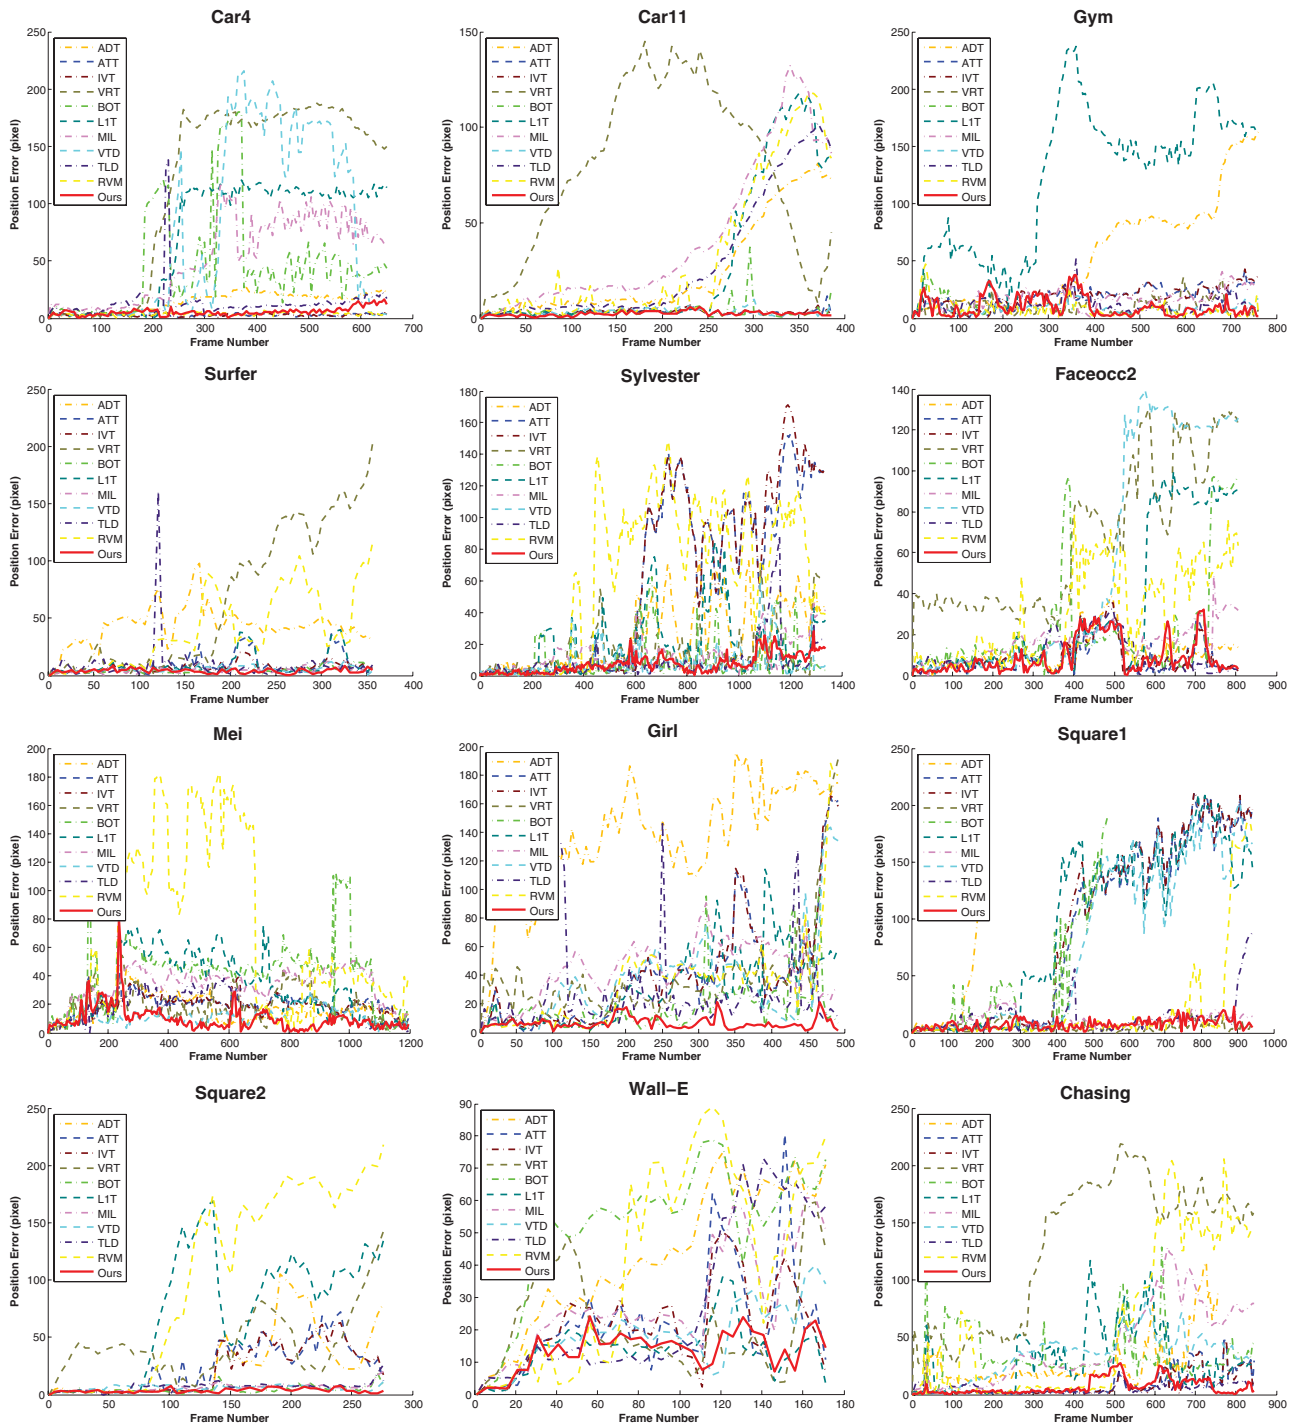 Car4
250
200
150
100
50
0
Position Error (pixel)
ADT
ATT
IVT
VRT
BOT
L1T
MIL
VTD
TLD
RVM
Ours
0 100 200 300 400 500 600 700
Frame Number
Car11
150
100
50
0
Position Error (pixel)
ADT
ATT
IVT
VRT
BOT
L1T
MIL
VTD
TLD
RVM
Ours
0 50 100 150 200 250 300 350 400
Frame Number
Gym
250
200
150
100
50
0
Position Error (pixel)
ADT
ATT
IVT
VRT
BOT
L1T
MIL
VTD
TLD
RVM
Ours
0 100 200 300 400 500 600 700 800
Frame Number
Surfer
250
200
150
100
50
0
Position Error (pixel)
ADT
ATT
IVT
VRT
BOT
L1T
MIL
VTD
TLD
RVM
Ours
0 50 100 150 200 250 300 350 400
Frame Number
Sylvester
180
160
140
120
100
80
60
40
20
0
Position Error (pixel)
ADT
ATT
IVT
VRT
BOT
L1T
MIL
VTD
TLD
RVM
Ours
0 200 400 600 800 1000 1200 1400
Frame Number
Faceocc2
140
120
100
80
60
40
20
0
Position Error (pixel)
ADT
ATT
IVT
VRT
BOT
L1T
MIL
VTD
TLD
RVM
Ours
0 100 200 300 400 500 600 700 800 900
Frame Number
Mei
200
180
160
140
120
100
80
60
40
20
0
Position Error (pixel)
ADT
ATT
IVT
VRT
BOT
L1T
MIL
VTD
TLD
RVM
Ours
0 200 400 600 800 1000 1200
Frame Number
Girl
200
180
160
140
120
100
80
60
40
20
0
Position Error (pixel)
ADT
ATT
IVT
VRT
BOT
L1T
MIL
VTD
TLD
RVM
Ours
0 50 100 150 200 250 300 350 400 450 500
Frame Number
Square1
250
200
150
100
50
0
Position Error (pixel)
ADT
ATT
IVT
VRT
BOT
L1T
MIL
VTD
TLD
RVM
Ours
0 100 200 300 400 500 600 700 800 900 1000
Frame Number
Square2
250
200
150
100
50
0
Position Error (pixel)
ADT
ATT
IVT
VRT
BOT
L1T
MIL
VTD
TLD
RVM
Ours
0 50 100 150 200 250 300
Frame Number
Wall−E
90
80
70
60
50
40
30
20
10
0
Position Error (pixel)
ADT
ATT
IVT
VRT
BOT
L1T
MIL
VTD
TLD
RVM
Ours
0 20 40 60 80 100 120 140 160 180
Frame Number
Chasing
250
200
150
100
50
0
Position Error (pixel)
ADT
ATT
IVT
VRT
BOT
L1T
MIL
VTD
TLD
RVM
Ours
0 100 200 300 400 500 600 700 800 900
Frame Number